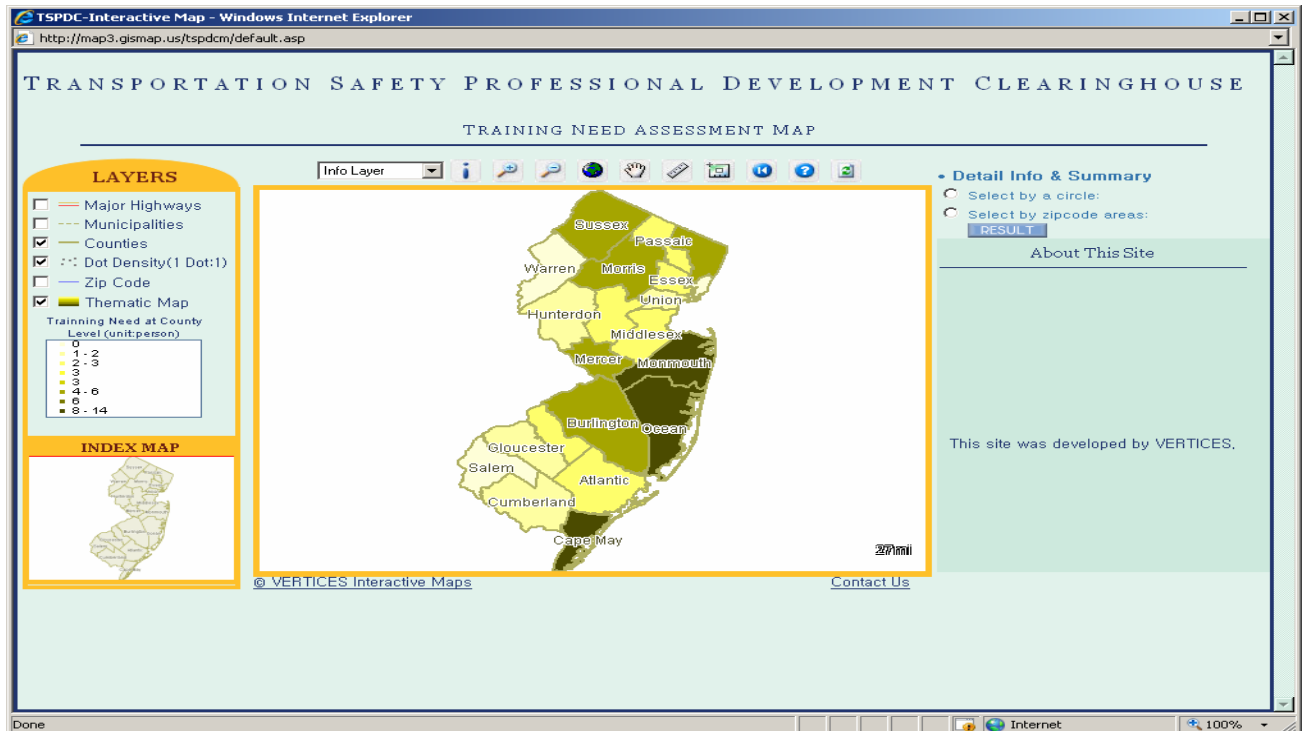 TSPDC-Interactive Map - Windows Internet Explorer
http://map3.gismap.us/tspdcm/default.asp
TRANSPORTATION SAFETY PROFESSIONAL DEVELOPMENT CLEARINGHOUSE
TRAINING NEED ASSESSMENT MAP
LAYERS
Major Highways
Municipalities
Counties
Dot Density(1 Dot:1)
Zip Code
Thematic Map
Trainning Need at County
Level (unit:person)
0
1 - 2
2 - 3
3
3
4 - 6
6
8 - 14
INDEX MAP
Info Layer
Sussex
Passaic
Warren
Morris
Essex
Union
Hunterdon
Middlesex
Mercer
Monmouth
Burlington
Ocean
Gloucester
Salem
Atlantic
Cumberland
Cape May
© VERTICES Interactive Maps
Contact Us
• Detail Info & Summary
Select by a circle:
Select by zipcode areas:
RESULT
About This Site
This site was developed by VERTICES.
Done
Internet
100%